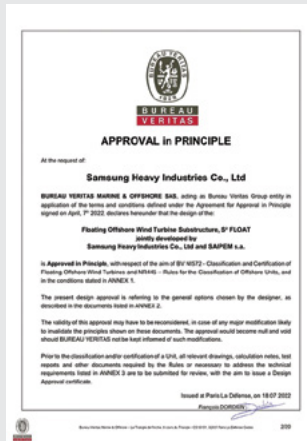 1828
BUREAU
VERITAS
APPROVAL in PRINCIPLE
At the request of:
Samsung Heavy Industries Co., Ltd
BUREAU VERITAS MARINE & OFFSHORE SAS, acting as Bureau Veritas Group entity in
application of the terms and conditions defined under the Agreement for Approval in Principle
signed on April, 7th 2022, declares hereunder that the design of the:
Floating Offshore Wind Turbine Substructure, S² FLOAT
jointly developed by
Samsung Heavy Industries Co., Ltd and SAIPEM s.a.
is Approved in Principle, with respect of the aim of BV NI572 - Classification and Certification of
Floating Offshore Wind Turbines and NR445 – Rules for the Classification of Offshore Units, and
in the conditions stated in ANNEX 1.
The present design approval is referring to the general options chosen by the designer, as
described in the documents listed in ANNEX 2.
The validity of this approval may have to be reconsidered, in case of any major modification likely
to invalidate the principles shown on these documents. The approval would become null and void
should BUREAU VERITAS not be kept informed of such modifications.
Prior to the classification and/or certification of a Unit, all relevant drawings, calculation notes, test
reports and other documents required by the Rules or necessary to address the technical
requirements listed in ANNEX 3 are to be submitted for review, with the aim to issue a Design
Approval certificate.
Issued at Paris La Défense, on 18/07/2022
BUREAU
VERITAS